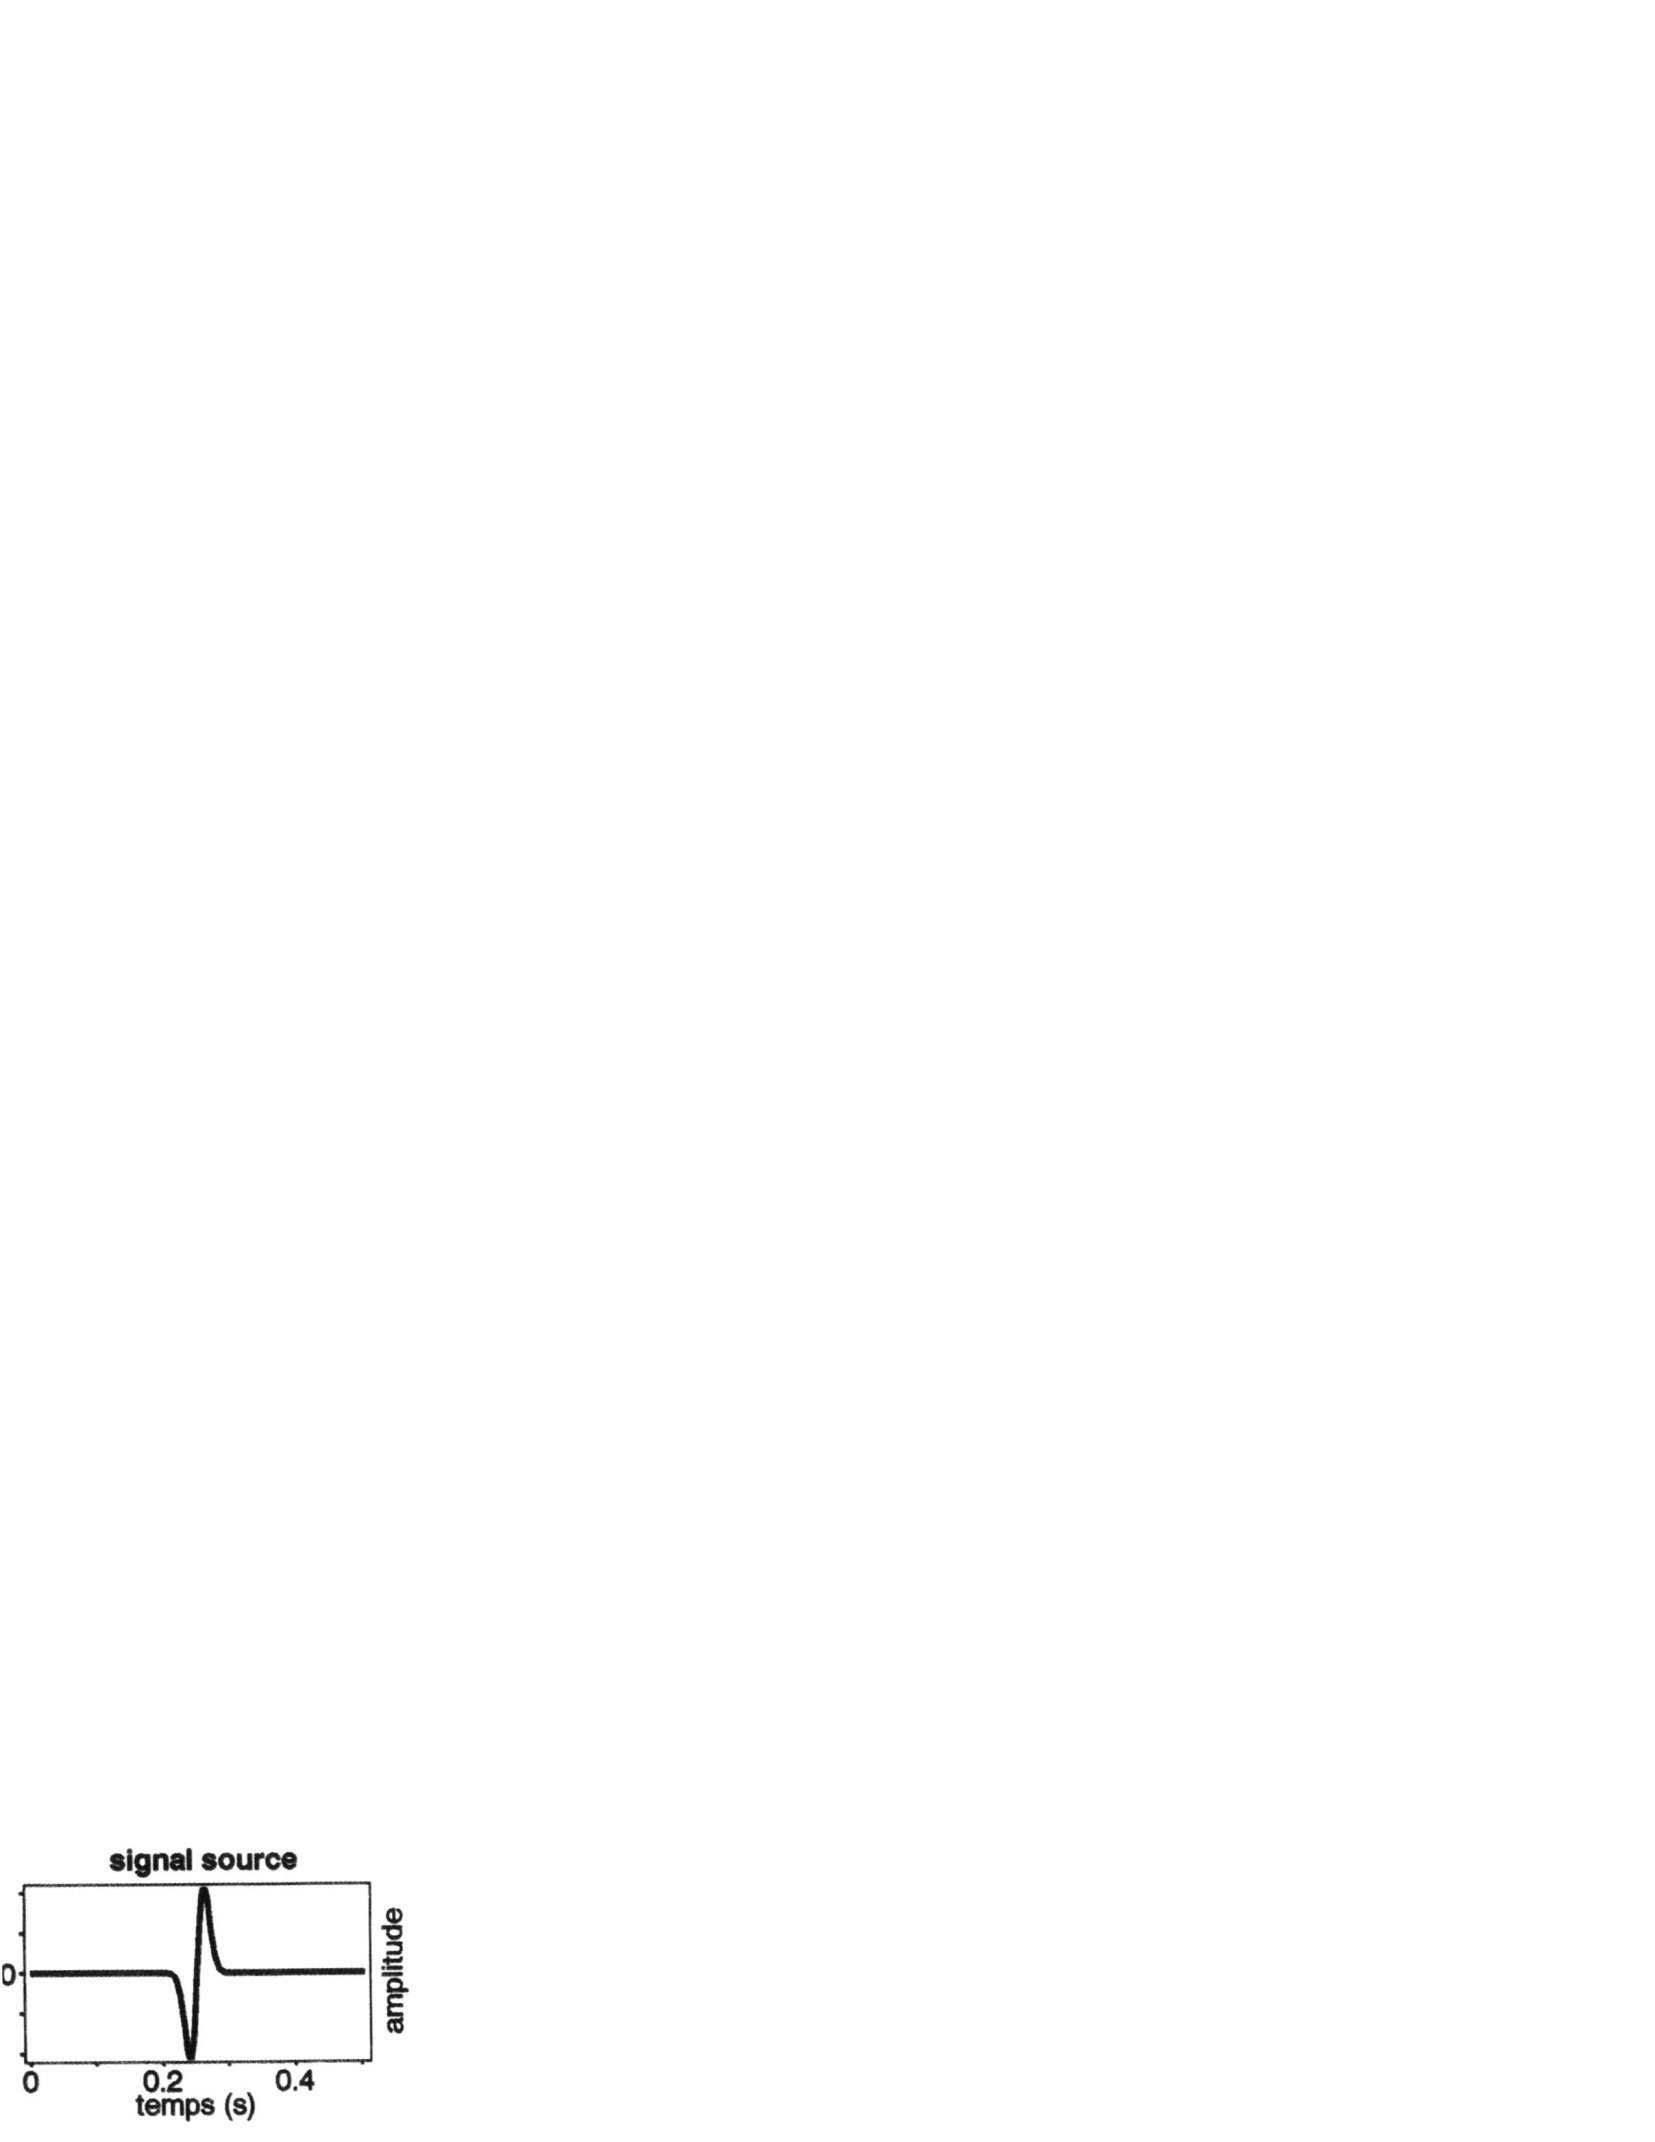 signal source
0
amplitude
0 0.2 0.4
temps (s)